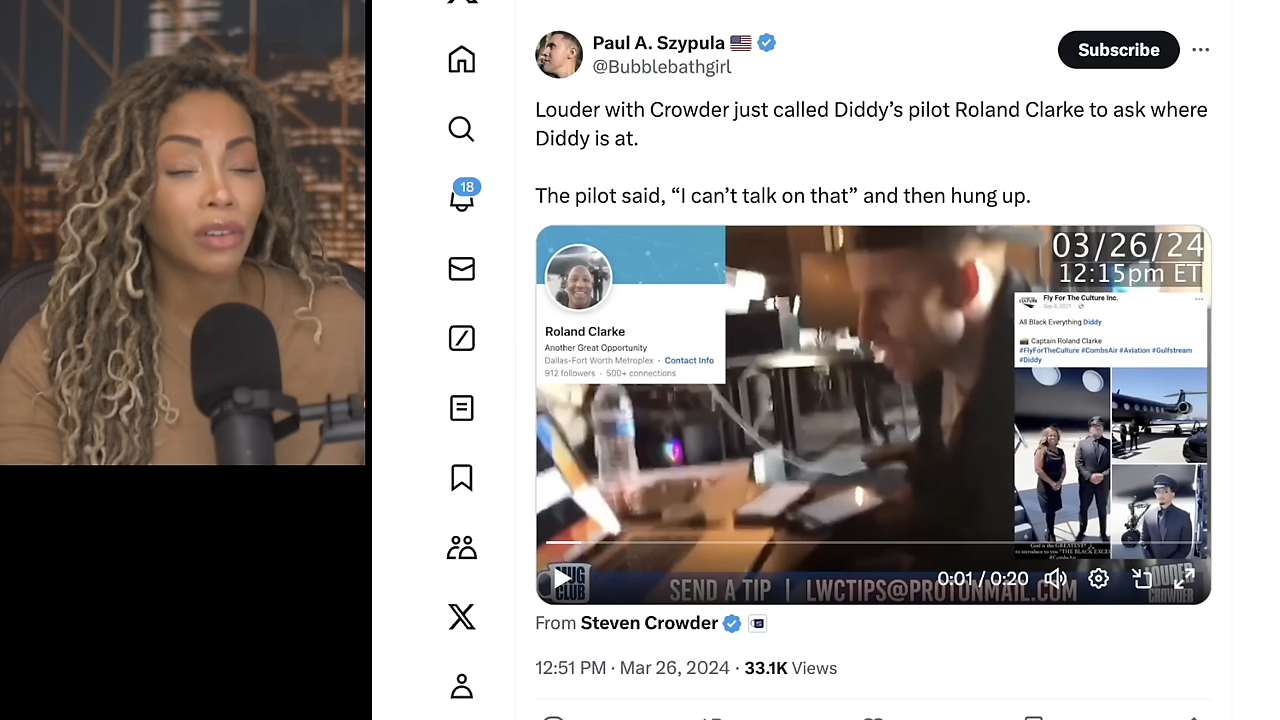 Paul A. Szypula
@Bubblebathgirl
Subscribe
Louder with Crowder just called Diddy’s pilot Roland Clarke to ask where
Diddy is at.
The pilot said, “I can’t talk on that” and then hung up.
18
03/26/24
12:15pm ET
Roland Clarke
Another Great Opportunity
Dallas-Fort Worth Metroplex · Contact Info
912 followers · 500+ connections
Fly For The Culture Inc.
All Black Everything Diddy
Captain Roland Clarke
#FlyForTheCulture #CombsAir #Aviation #Gulfstream
#Diddy
0:01 / 0:20
MUG
CLUB
SEND A TIP | LWCTIPS@PROTONMAIL.COM
LOUDER
CROWDER
From Steven Crowder
12:51 PM · Mar 26, 2024 · 33.1K Views